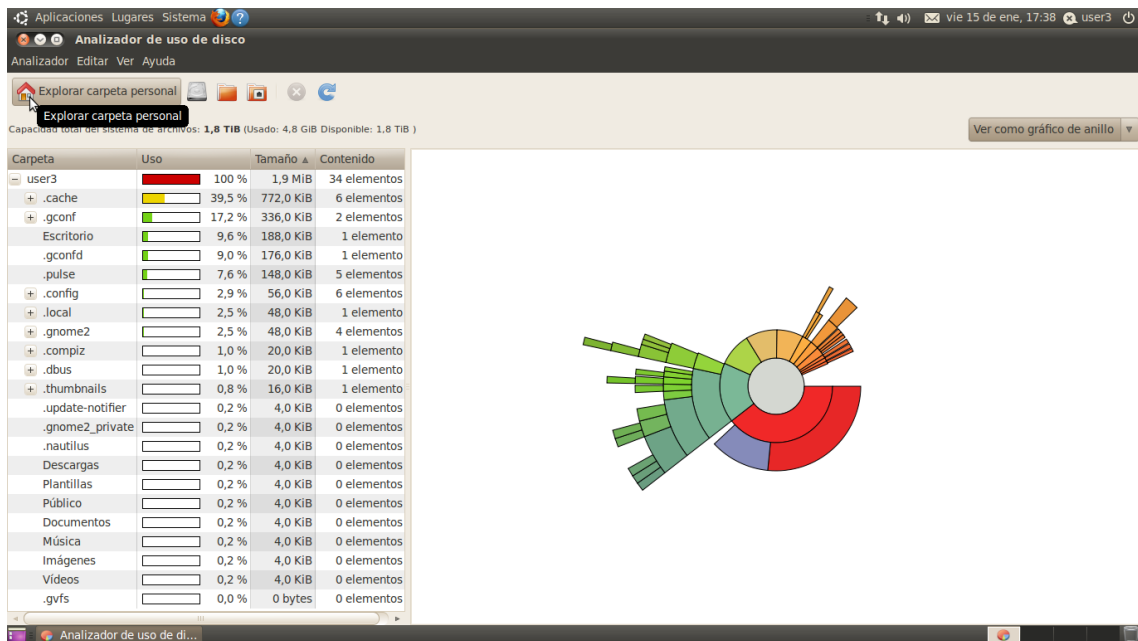 Aplicaciones Lugares Sistema ?
vie 15 de ene, 17:38 user3
Analizador de uso de disco
Analizador Editar Ver Ayuda
Explorar carpeta personal
Explorar carpeta personal
Capacidad total del sistema de archivos: 1,8 TiB (Usado: 4,8 GiB Disponible: 1,8 TiB )
Ver como gráfico de anillo
Carpeta Uso Tamaño Contenido
user3 100 % 1,9 MiB 34 elementos
.cache 39,5 % 772,0 KiB 6 elementos
.gconf 17,2 % 336,0 KiB 2 elementos
Escritorio 9,6 % 188,0 KiB 1 elemento
.gconfd 9,0 % 176,0 KiB 1 elemento
.pulse 7,6 % 148,0 KiB 5 elementos
.config 2,9 % 56,0 KiB 6 elementos
.local 2,5 % 48,0 KiB 1 elemento
.gnome2 2,5 % 48,0 KiB 4 elementos
.compiz 1,0 % 20,0 KiB 1 elemento
.dbus 1,0 % 20,0 KiB 1 elemento
.thumbnails 0,8 % 16,0 KiB 1 elemento
.update-notifier 0,2 % 4,0 KiB 0 elementos
.gnome2_private 0,2 % 4,0 KiB 0 elementos
.nautilus 0,2 % 4,0 KiB 0 elementos
Descargas 0,2 % 4,0 KiB 0 elementos
Plantillas 0,2 % 4,0 KiB 0 elementos
Público 0,2 % 4,0 KiB 0 elementos
Documentos 0,2 % 4,0 KiB 0 elementos
Música 0,2 % 4,0 KiB 0 elementos
Imágenes 0,2 % 4,0 KiB 0 elementos
Vídeos 0,2 % 4,0 KiB 0 elementos
.gvfs 0,0 % 0 bytes 0 elementos
Analizador de uso de di...